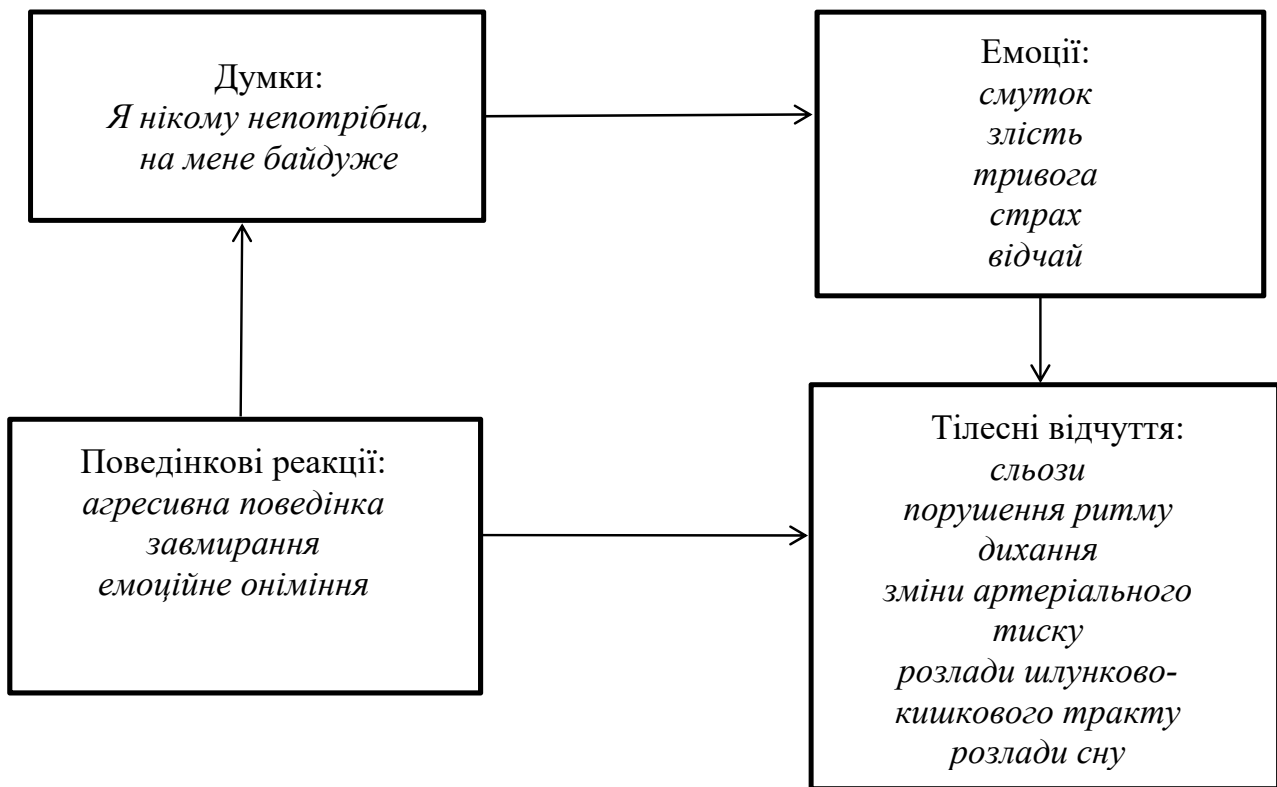 Думки:
Я нікому непотрібна,
на мене байдуже
Емоції:
смуток
злість
тривога
страх
відчай
Поведінкові реакції:
агресивна поведінка
завмирання
емоційне оніміння
Тілесні відчуття:
сльози
порушення ритму
дихання
зміни артеріального
тиску
розлади шлунково-
кишкового тракту
розлади сну